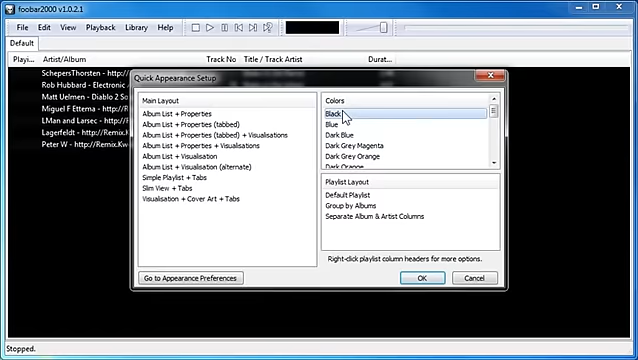 foobar2000 v1.0.2.1
File Edit View Playback Library Help
Default
Playi... Artist/Album Track No Title / Track Artist Durat...
SchepersThorsten - http://
Rob Hubbard - Electronic
Matt Uelmen - Diablo 2 So
Miguel F Ettema - http://R
LMan and Larsec - http://
Lagerfeldt - http://Remix.
Peter W - http://Remix.Kw
Quick Appearance Setup
Main Layout
Album List + Properties
Album List + Properties (tabbed)
Album List + Properties (tabbed) + Visualisations
Album List + Properties + Visualisations
Album List + Visualisation
Album List + Visualisation (alternate)
Simple Playlist + Tabs
Slim View + Tabs
Visualisation + Cover Art + Tabs
Colors
Black
Blue
Dark Blue
Dark Grey Magenta
Dark Grey Orange
Dark Orange
Playlist Layout
Default Playlist
Group by Albums
Separate Album & Artist Columns
Right-click playlist column headers for more options.
Go to Appearance Preferences OK Cancel
Stopped.